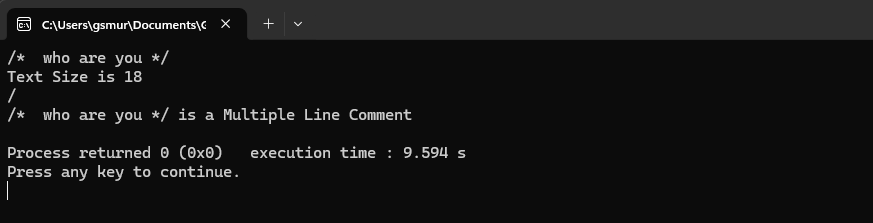 C:\Users\gsmur\Documents\G
/*  who are you */
Text Size is 18
/
/*  who are you */ is a Multiple Line Comment
Process returned 0 (0x0)   execution time : 9.594 s
Press any key to continue.